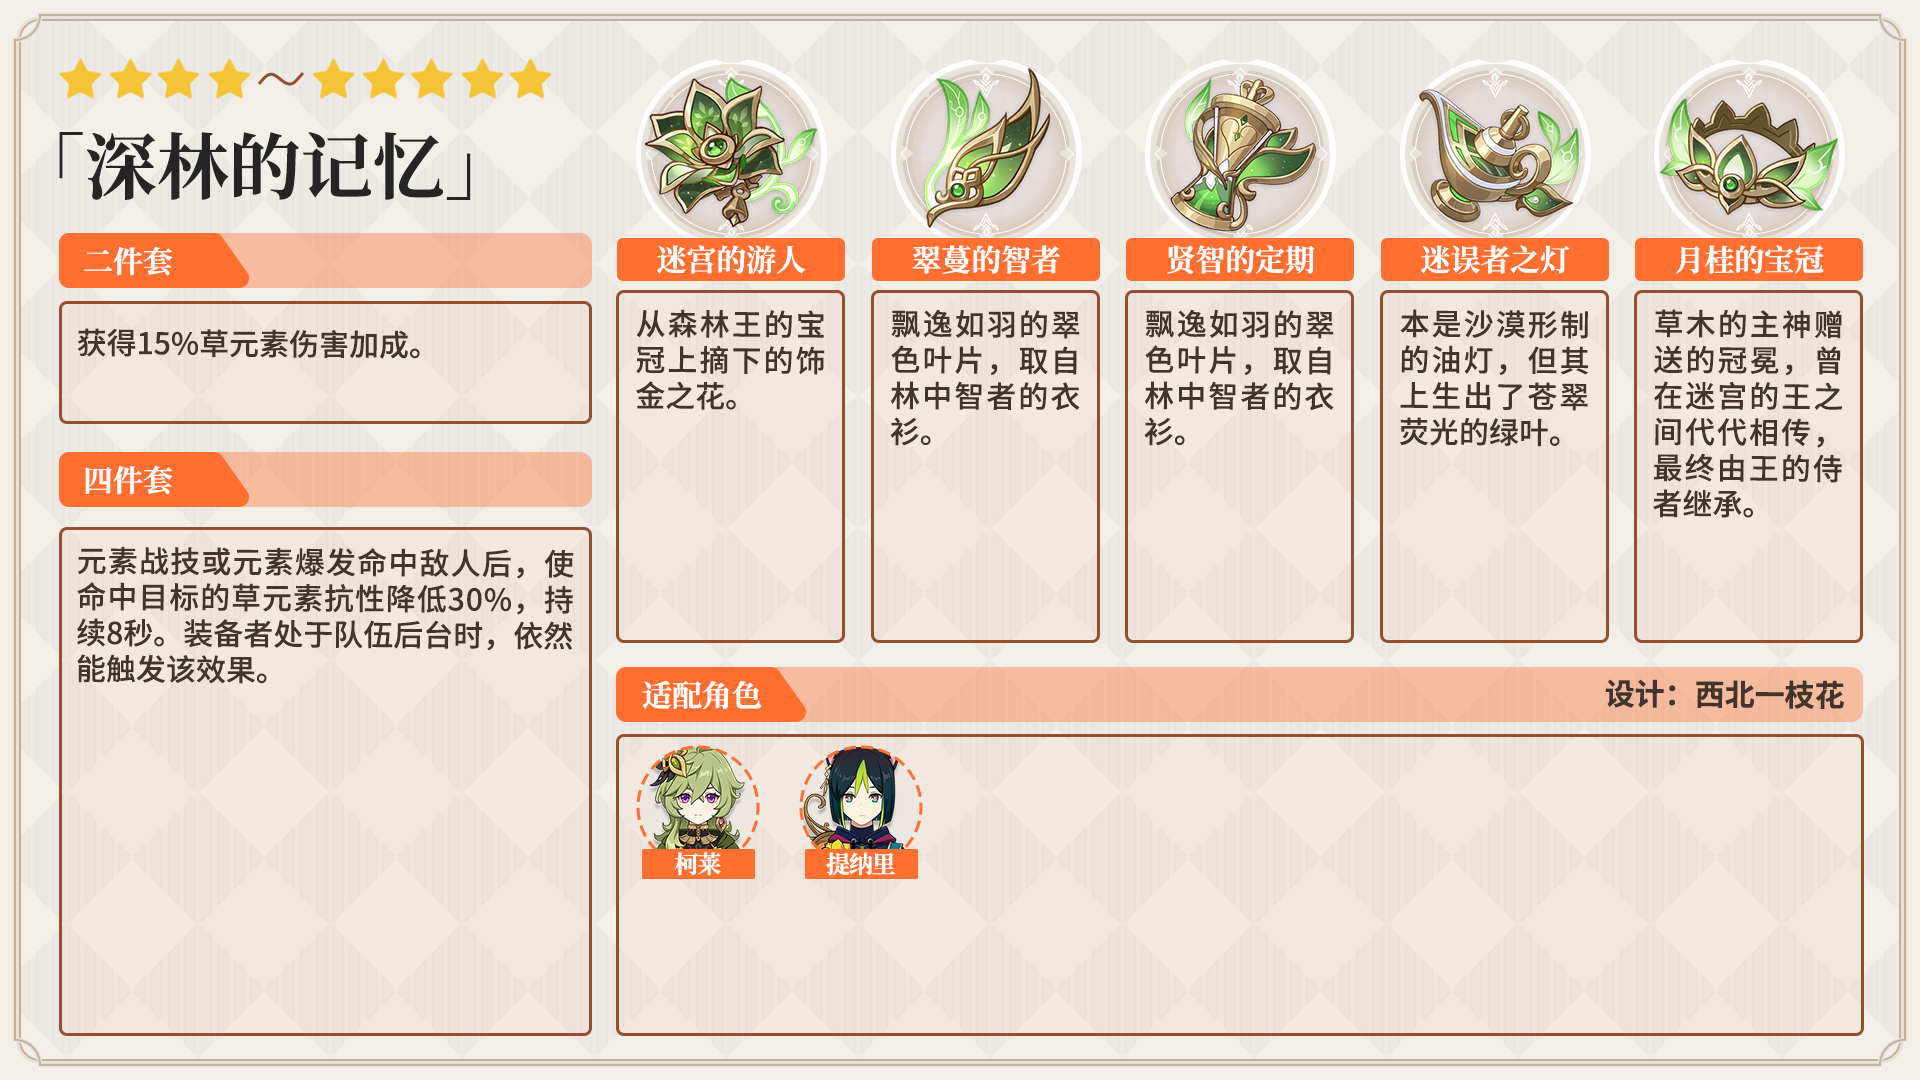 「深林的记忆」
二件套
获得15%草元素伤害加成。
四件套
元素战技或元素爆发命中敌人后，使
命中目标的草元素抗性降低30%，持
续8秒。装备者处于队伍后台时，依然
能触发该效果。
迷宫的游人
从森林王的宝
冠上摘下的饰
金之花。
翠蔓的智者
飘逸如羽的翠
色叶片，取自
林中智者的衣
衫。
贤智的定期
飘逸如羽的翠
色叶片，取自
林中智者的衣
衫。
迷误者之灯
本是沙漠形制
的油灯，但其
上生出了苍翠
荧光的绿叶。
月桂的宝冠
草木的主神赠
送的冠冕，曾
在迷宫的王之
间代代相传，
最终由王的侍
者继承。
适配角色
设计：西北一枝花
柯莱
提纳里